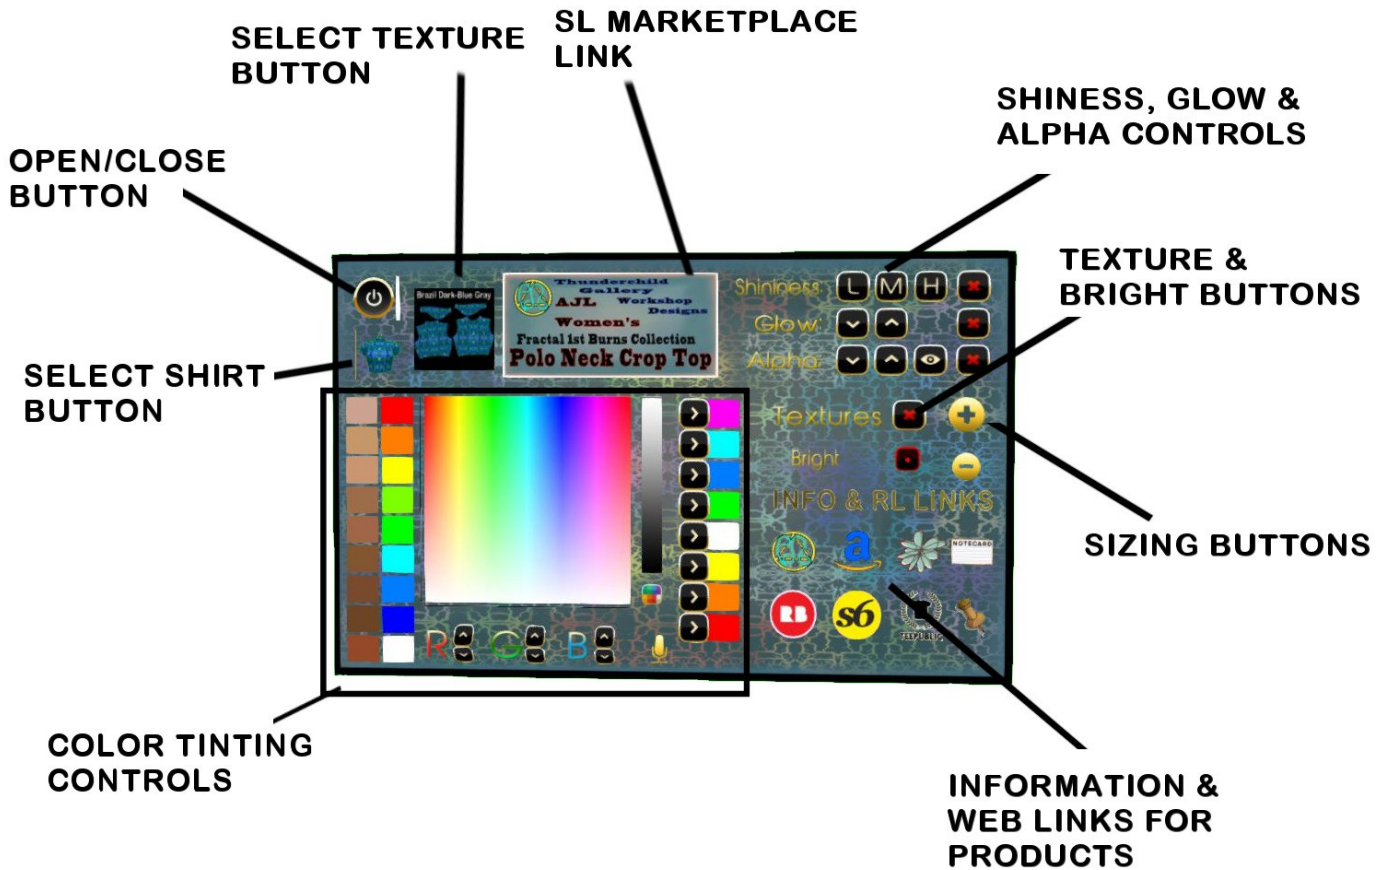 SELECT TEXTURE
BUTTON
SL MARKETPLACE
LINK
SHINESS, GLOW &
ALPHA CONTROLS
OPEN/CLOSE
BUTTON
TEXTURE &
BRIGHT BUTTONS
SELECT SHIRT
BUTTON
Brazil Dark-Blue Gray
Thunderchild
Gallery
AJL Workshop
Designs
Women's
Fractal 1st Burns Collection
Polo Neck Crop Top
Shininess: L M H
Glow:
Alpha:
Textures
Bright
INFO & RL LINKS
a
NOTECARD
RB
s6
TEEPUBLIC
R G B
SIZING BUTTONS
COLOR TINTING
CONTROLS
INFORMATION &
WEB LINKS FOR
PRODUCTS